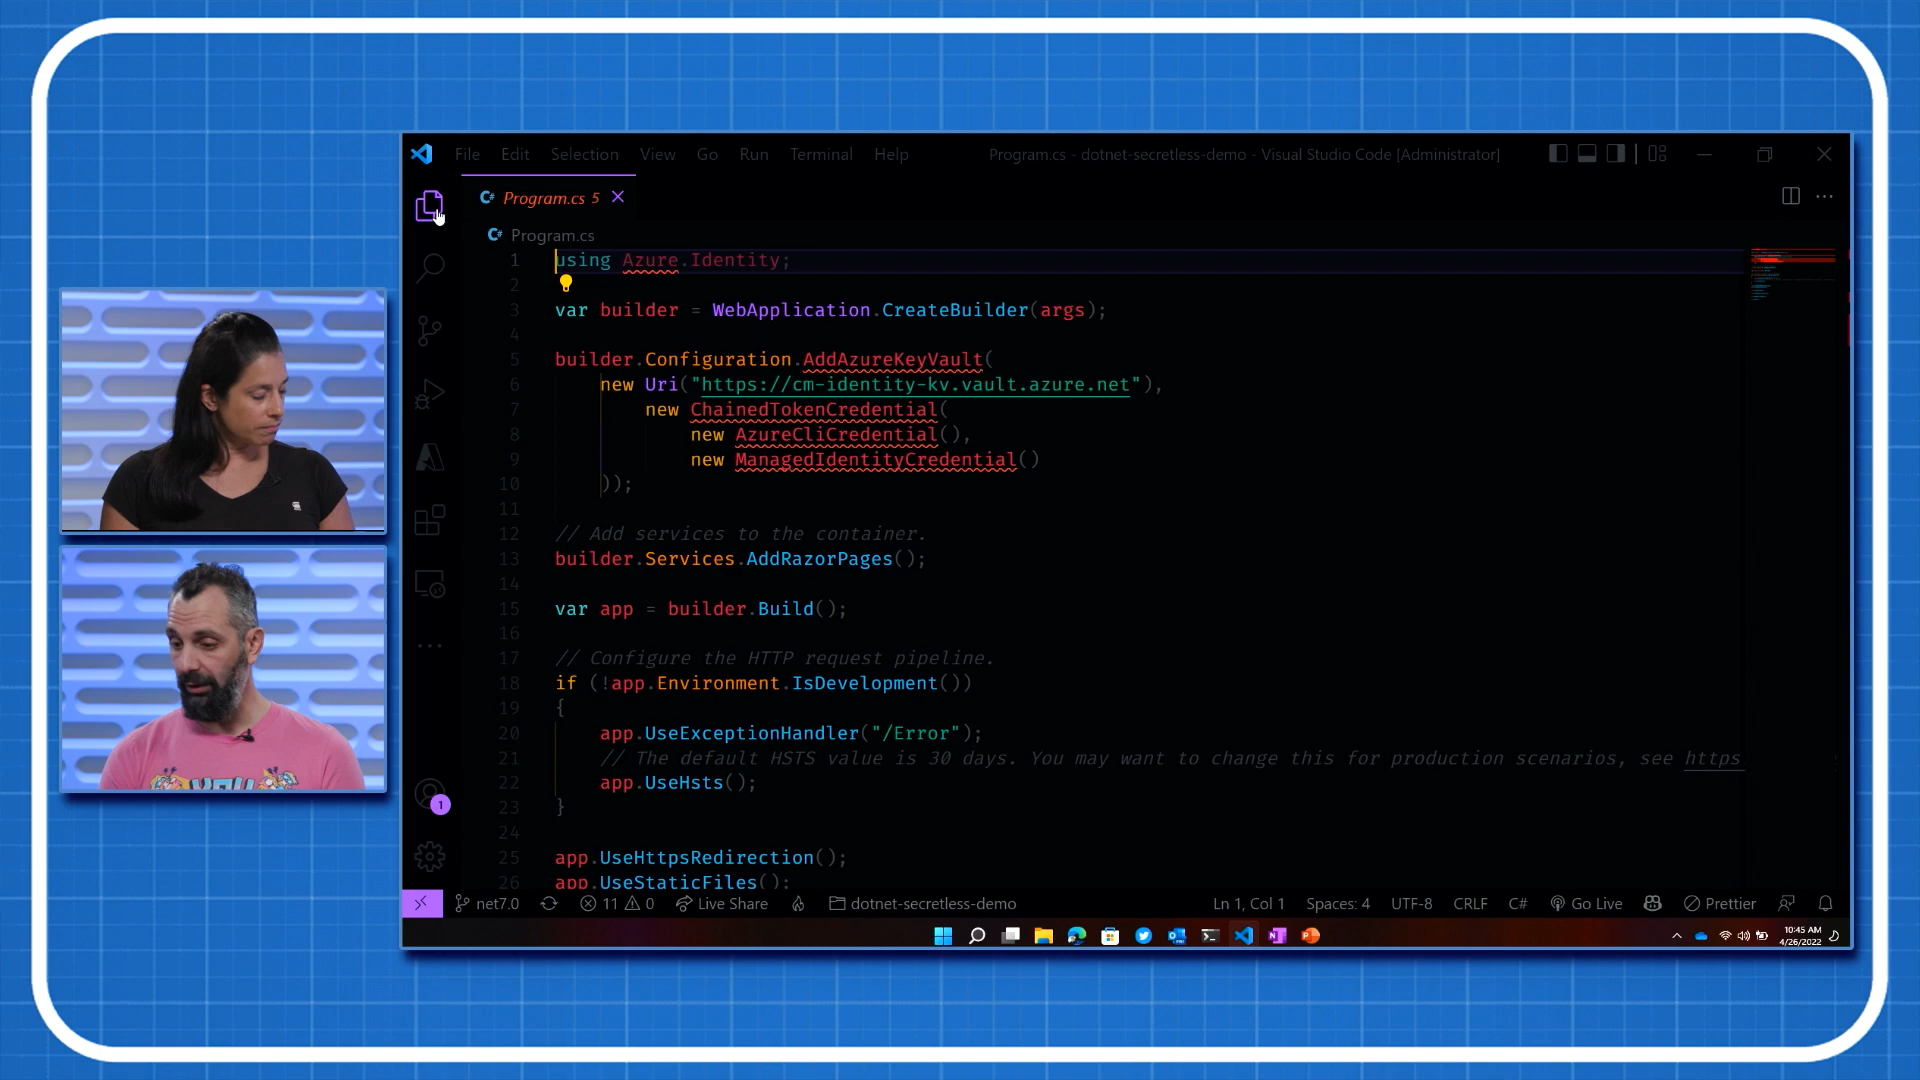 File Edit Selection View Go Run Terminal Help Program.cs - dotnet-secretless-demo - Visual Studio Code [Administrator]
C# Program.cs 5
C# Program.cs
1 using Azure.Identity;
2
3 var builder = WebApplication.CreateBuilder(args);
4
5 builder.Configuration.AddAzureKeyVault(
6 new Uri("https://cm-identity-kv.vault.azure.net"),
7 new ChainedTokenCredential(
8 new AzureCliCredential(),
9 new ManagedIdentityCredential()
10 ));
11
12 // Add services to the container.
13 builder.Services.AddRazorPages();
14
15 var app = builder.Build();
16
17 // Configure the HTTP request pipeline.
18 if (!app.Environment.IsDevelopment())
19 {
20 app.UseExceptionHandler("/Error");
21 // The default HSTS value is 30 days. You may want to change this for production scenarios, see https
22 app.UseHsts();
23 }
24
25 app.UseHttpsRedirection();
26 app.UseStaticFiles();
1
net7.0 11 0 Live Share dotnet-secretless-demo Ln 1, Col 1 Spaces: 4 UTF-8 CRLF C# Go Live Prettier
10:45 AM
4/26/2022